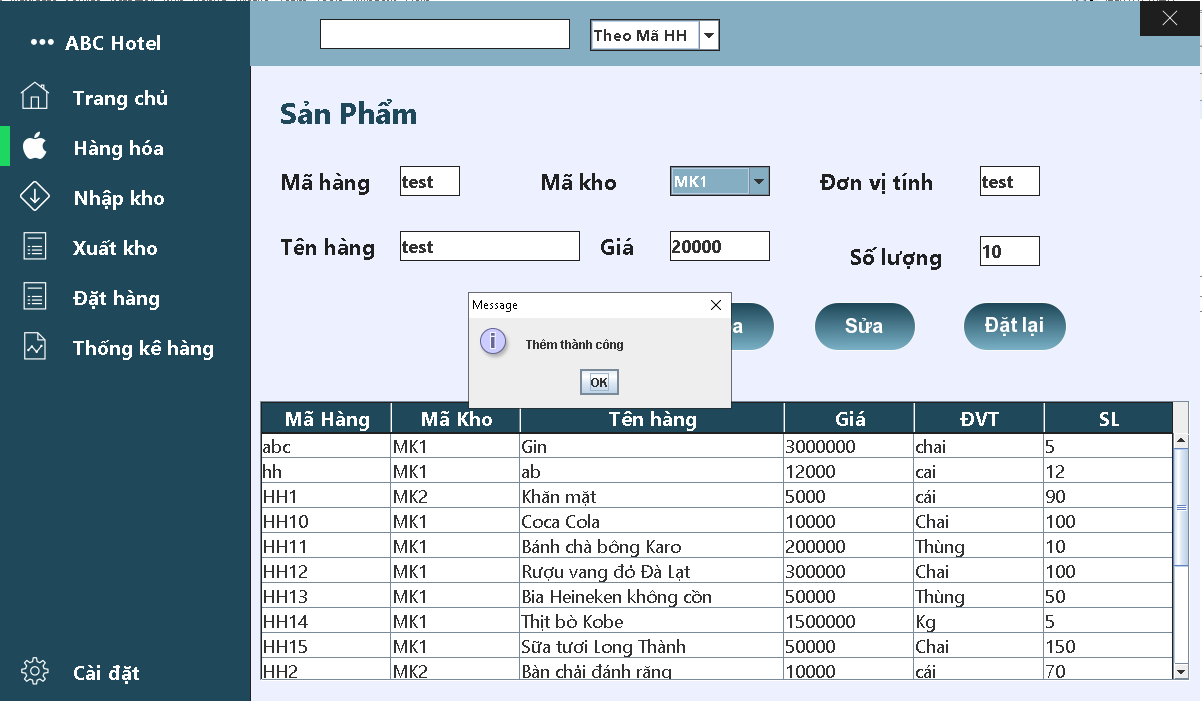 ABC Hotel
Theo Mã HH
Trang chủ
Hàng hóa
Nhập kho
Xuất kho
Đặt hàng
Thống kê hàng
Cài đặt
Sản Phẩm
Mã hàng test Mã kho MK1 Đơn vị tính test
Tên hàng test Giá 20000 Số lượng 10
a Sửa Đặt lại
Message
Thêm thành công
OK
Mã Hàng Mã Kho Tên hàng Giá ĐVT SL
abc MK1 Gin 3000000 chai 5
hh MK1 ab 12000 cai 12
HH1 MK2 Khăn mặt 5000 cái 90
HH10 MK1 Coca Cola 10000 Chai 100
HH11 MK1 Bánh chà bông Karo 200000 Thùng 10
HH12 MK1 Rượu vang đỏ Đà Lạt 300000 Chai 100
HH13 MK1 Bia Heineken không cồn 50000 Thùng 50
HH14 MK1 Thịt bò Kobe 1500000 Kg 5
HH15 MK1 Sữa tươi Long Thành 50000 Chai 150
HH2 MK2 Bàn chải đánh răng 10000 cái 70